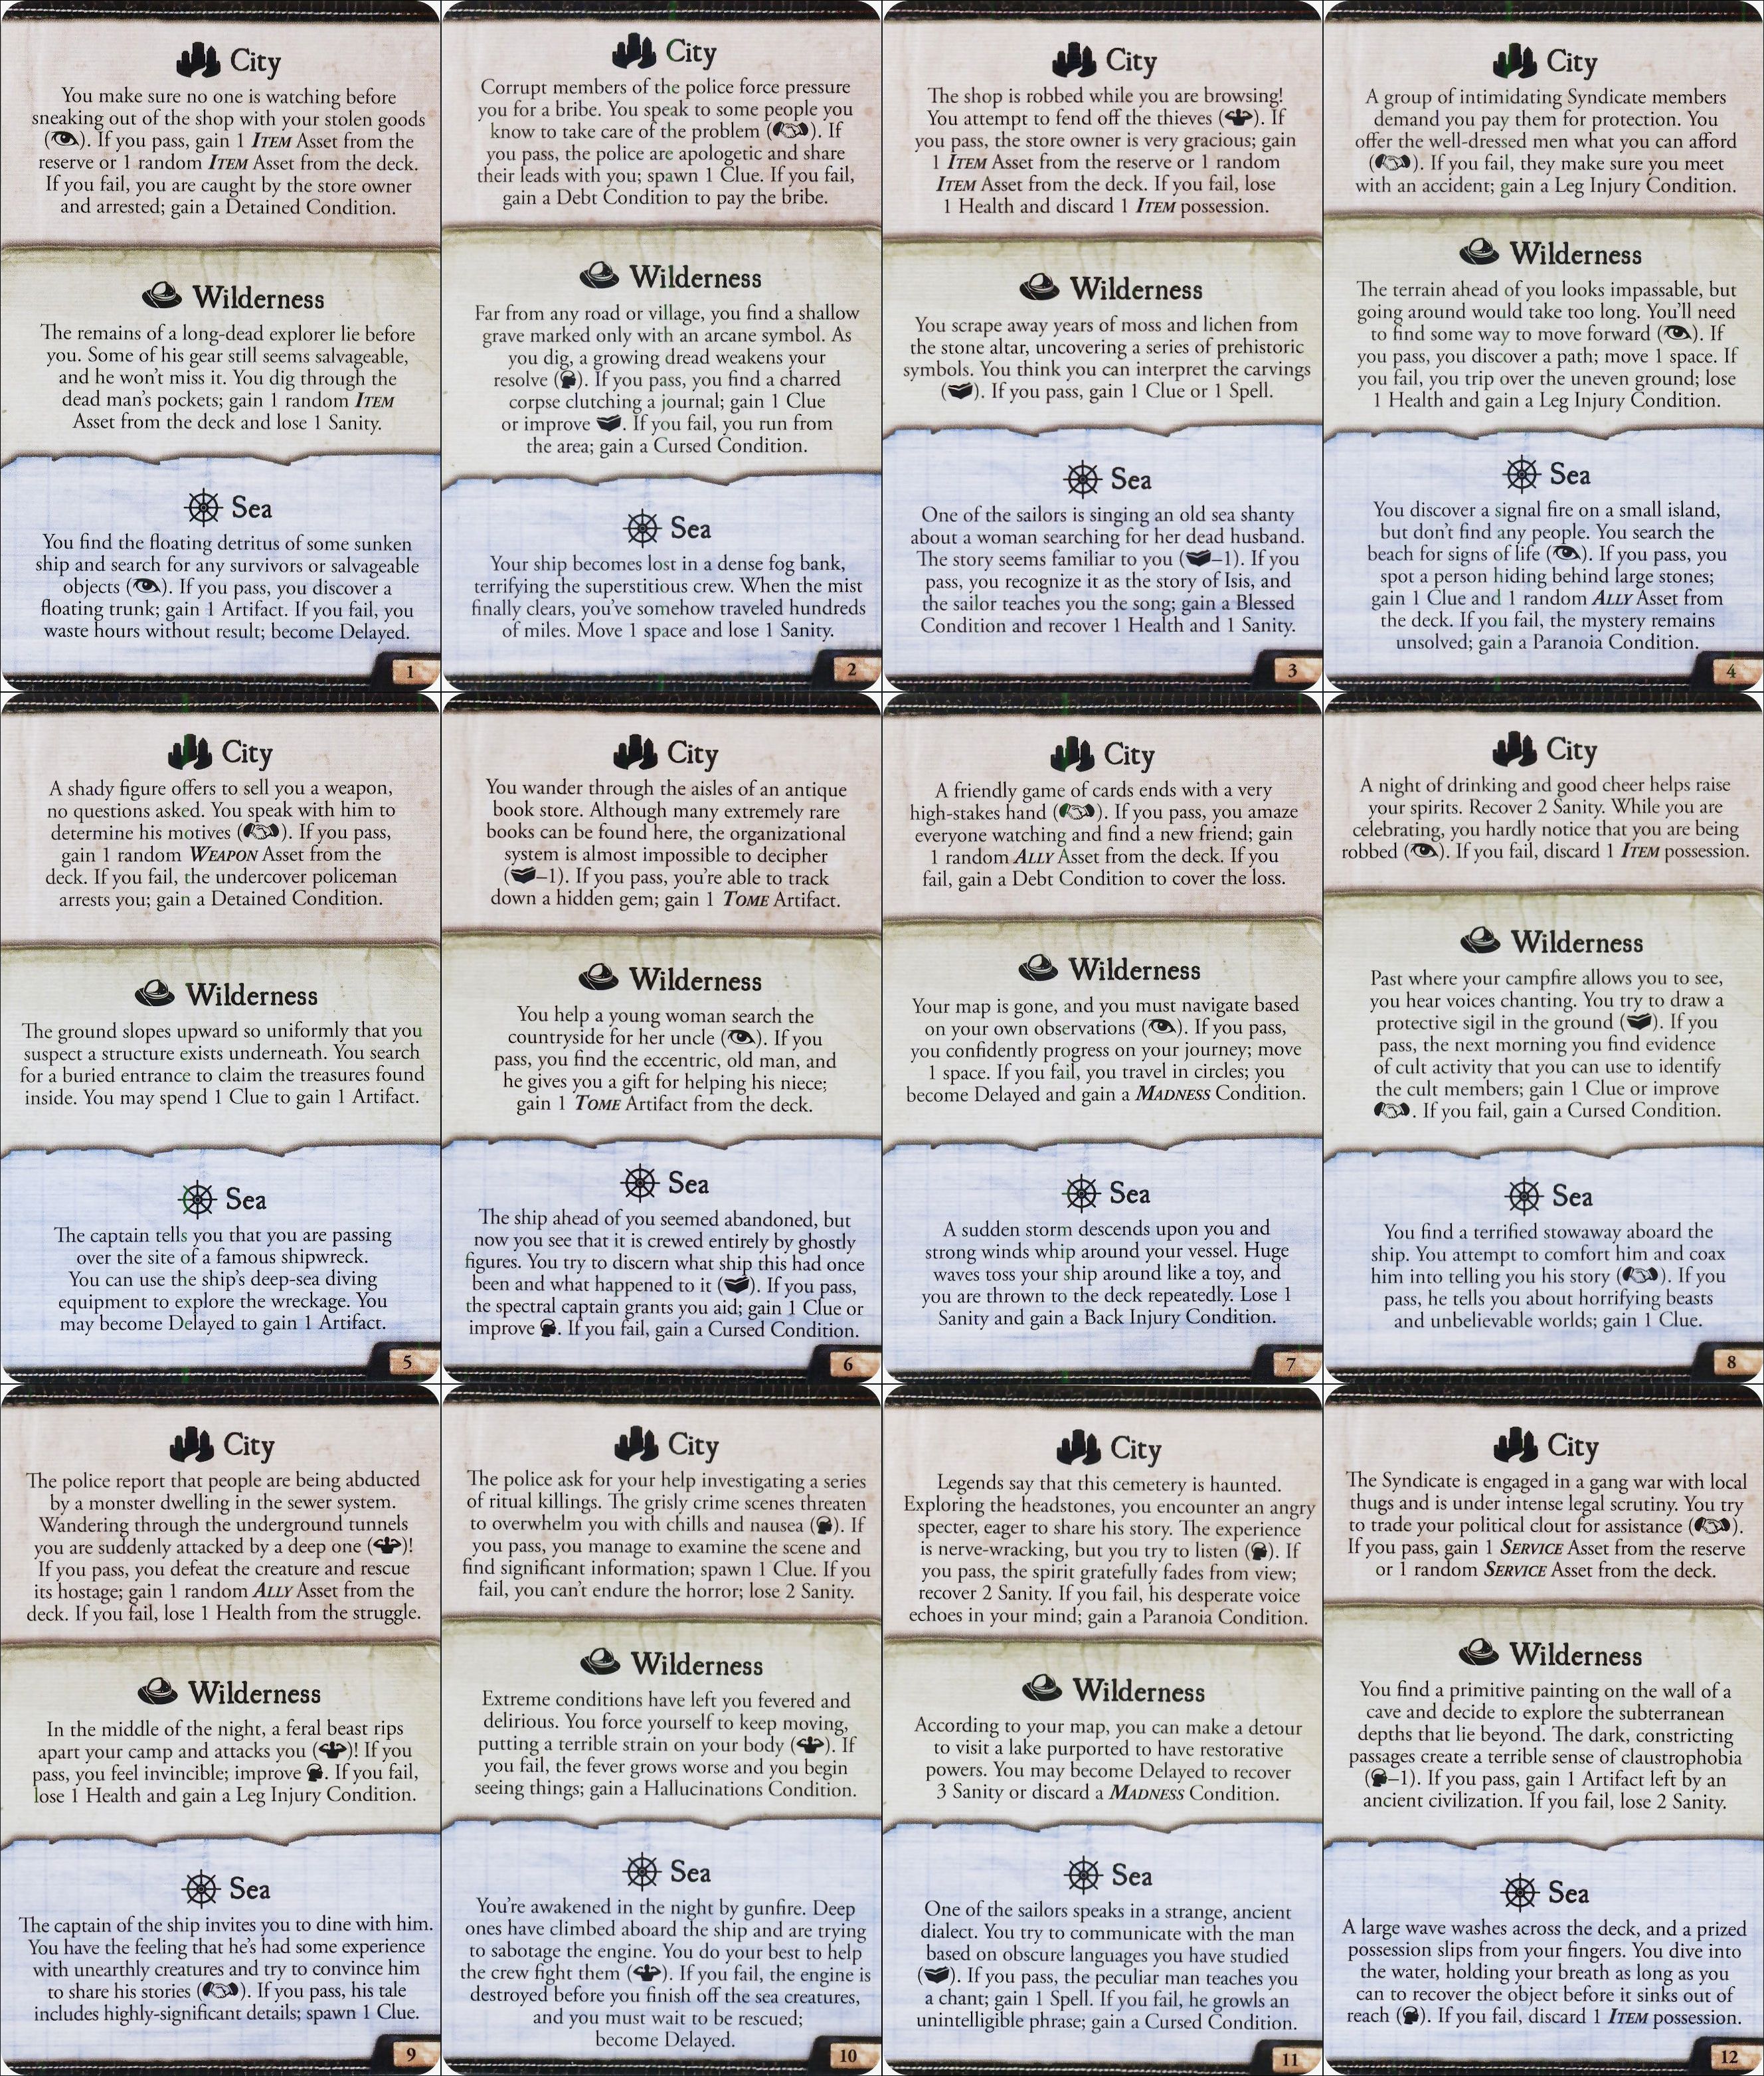 City
You make sure no one is watching before
sneaking out of the shop with your stolen goods
( ). If you pass, gain 1 ITEM Asset from the
reserve or 1 random ITEM Asset from the deck.
If you fail, you are caught by the store owner
and arrested; gain a Detained Condition.
Wilderness
The remains of a long-dead explorer lie before
you. Some of his gear still seems salvageable,
and he won't miss it. You dig through the
dead man's pockets; gain 1 random ITEM
Asset from the deck and lose 1 Sanity.
Sea
You find the floating detritus of some sunken
ship and search for any survivors or salvageable
objects ( ). If you pass, you discover a
floating trunk; gain 1 Artifact. If you fail, you
waste hours without result; become Delayed.
1
City
Corrupt members of the police force pressure
you for a bribe. You speak to some people you
know to take care of the problem ( ). If
you pass, the police are apologetic and share
their leads with you; spawn 1 Clue. If you fail,
gain a Debt Condition to pay the bribe.
Wilderness
Far from any road or village, you find a shallow
grave marked only with an arcane symbol. As
you dig, a growing dread weakens your
resolve ( ). If you pass, you find a charred
corpse clutching a journal; gain 1 Clue
or improve . If you fail, you run from
the area; gain a Cursed Condition.
Sea
Your ship becomes lost in a dense fog bank,
terrifying the superstitious crew. When the mist
finally clears, you've somehow traveled hundreds
of miles. Move 1 space and lose 1 Sanity.
2
City
The shop is robbed while you are browsing!
You attempt to fend off the thieves ( ). If
you pass, the store owner is very gracious; gain
1 ITEM Asset from the reserve or 1 random
ITEM Asset from the deck. If you fail, lose
1 Health and discard 1 ITEM possession.
Wilderness
You scrape away years of moss and lichen from
the stone altar, uncovering a series of prehistoric
symbols. You think you can interpret the carvings
( ). If you pass, gain 1 Clue or 1 Spell.
Sea
One of the sailors is singing an old sea shanty
about a woman searching for her dead husband.
The story seems familiar to you ( –1). If you
pass, you recognize it as the story of Isis, and
the sailor teaches you the song; gain a Blessed
Condition and recover 1 Health and 1 Sanity.
3
City
A group of intimidating Syndicate members
demand you pay them for protection. You
offer the well-dressed men what you can afford
( ). If you fail, they make sure you meet
with an accident; gain a Leg Injury Condition.
Wilderness
The terrain ahead of you looks impassable, but
going around would take too long. You'll need
to find some way to move forward ( ). If
you pass, you discover a path; move 1 space. If
you fail, you trip over the uneven ground; lose
1 Health and gain a Leg Injury Condition.
Sea
You discover a signal fire on a small island,
but don't find any people. You search the
beach for signs of life ( ). If you pass, you
spot a person hiding behind large stones;
gain 1 Clue and 1 random ALLY Asset from
the deck. If you fail, the mystery remains
unsolved; gain a Paranoia Condition.
4
City
A shady figure offers to sell you a weapon,
no questions asked. You speak with him to
determine his motives ( ). If you pass,
gain 1 random WEAPON Asset from the
deck. If you fail, the undercover policeman
arrests you; gain a Detained Condition.
Wilderness
The ground slopes upward so uniformly that you
suspect a structure exists underneath. You search
for a buried entrance to claim the treasures found
inside. You may spend 1 Clue to gain 1 Artifact.
Sea
The captain tells you that you are passing
over the site of a famous shipwreck.
You can use the ship's deep-sea diving
equipment to explore the wreckage. You
may become Delayed to gain 1 Artifact.
5
City
You wander through the aisles of an antique
book store. Although many extremely rare
books can be found here, the organizational
system is almost impossible to decipher
( –1). If you pass, you're able to track
down a hidden gem; gain 1 TOME Artifact.
Wilderness
You help a young woman search the
countryside for her uncle ( ). If you
pass, you find the eccentric, old man, and
he gives you a gift for helping his niece;
gain 1 TOME Artifact from the deck.
Sea
The ship ahead of you seemed abandoned, but
now you see that it is crewed entirely by ghostly
figures. You try to discern what ship this had once
been and what happened to it ( ). If you pass,
the spectral captain grants you aid; gain 1 Clue or
improve . If you fail, gain a Cursed Condition.
6
City
A friendly game of cards ends with a very
high-stakes hand ( ). If you pass, you amaze
everyone watching and find a new friend; gain
1 random ALLY Asset from the deck. If you
fail, gain a Debt Condition to cover the loss.
Wilderness
Your map is gone, and you must navigate based
on your own observations ( ). If you pass,
you confidently progress on your journey; move
1 space. If you fail, you travel in circles; you
become Delayed and gain a MADNESS Condition.
Sea
A sudden storm descends upon you and
strong winds whip around your vessel. Huge
waves toss your ship around like a toy, and
you are thrown to the deck repeatedly. Lose 1
Sanity and gain a Back Injury Condition.
7
City
A night of drinking and good cheer helps raise
your spirits. Recover 2 Sanity. While you are
celebrating, you hardly notice that you are being
robbed ( ). If you fail, discard 1 ITEM possession.
Wilderness
Past where your campfire allows you to see,
you hear voices chanting. You try to draw a
protective sigil in the ground ( ). If you
pass, the next morning you find evidence
of cult activity that you can use to identify
the cult members; gain 1 Clue or improve
. If you fail, gain a Cursed Condition.
Sea
You find a terrified stowaway aboard the
ship. You attempt to comfort him and coax
him into telling you his story ( ). If you
pass, he tells you about horrifying beasts
and unbelievable worlds; gain 1 Clue.
8
City
The police report that people are being abducted
by a monster dwelling in the sewer system.
Wandering through the underground tunnels
you are suddenly attacked by a deep one ( )!
If you pass, you defeat the creature and rescue
its hostage; gain 1 random ALLY Asset from the
deck. If you fail, lose 1 Health from the struggle.
Wilderness
In the middle of the night, a feral beast rips
apart your camp and attacks you ( )! If you
pass, you feel invincible; improve . If you fail,
lose 1 Health and gain a Leg Injury Condition.
Sea
The captain of the ship invites you to dine with him.
You have the feeling that he's had some experience
with unearthly creatures and try to convince him
to share his stories ( ). If you pass, his tale
includes highly-significant details; spawn 1 Clue.
9
City
The police ask for your help investigating a series
of ritual killings. The grisly crime scenes threaten
to overwhelm you with chills and nausea ( ). If
you pass, you manage to examine the scene and
find significant information; spawn 1 Clue. If you
fail, you can't endure the horror; lose 2 Sanity.
Wilderness
Extreme conditions have left you fevered and
delirious. You force yourself to keep moving,
putting a terrible strain on your body ( ). If
you fail, the fever grows worse and you begin
seeing things; gain a Hallucinations Condition.
Sea
You're awakened in the night by gunfire. Deep
ones have climbed aboard the ship and are trying
to sabotage the engine. You do your best to help
the crew fight them ( ). If you fail, the engine is
destroyed before you finish off the sea creatures,
and you must wait to be rescued;
become Delayed.
10
City
Legends say that this cemetery is haunted.
Exploring the headstones, you encounter an angry
specter, eager to share his story. The experience
is nerve-wracking, but you try to listen ( ). If
you pass, the spirit gratefully fades from view;
recover 2 Sanity. If you fail, his desperate voice
echoes in your mind; gain a Paranoia Condition.
Wilderness
According to your map, you can make a detour
to visit a lake purported to have restorative
powers. You may become Delayed to recover
3 Sanity or discard a MADNESS Condition.
Sea
One of the sailors speaks in a strange, ancient
dialect. You try to communicate with the man
based on obscure languages you have studied
( ). If you pass, the peculiar man teaches you
a chant; gain 1 Spell. If you fail, he growls an
unintelligible phrase; gain a Cursed Condition.
11
City
The Syndicate is engaged in a gang war with local
thugs and is under intense legal scrutiny. You try
to trade your political clout for assistance ( ).
If you pass, gain 1 SERVICE Asset from the reserve
or 1 random SERVICE Asset from the deck.
Wilderness
You find a primitive painting on the wall of a
cave and decide to explore the subterranean
depths that lie beyond. The dark, constricting
passages create a terrible sense of claustrophobia
( –1). If you pass, gain 1 Artifact left by an
ancient civilization. If you fail, lose 2 Sanity.
Sea
A large wave washes across the deck, and a prized
possession slips from your fingers. You dive into
the water, holding your breath as long as you
can to recover the object before it sinks out of
reach ( ). If you fail, discard 1 ITEM possession.
12